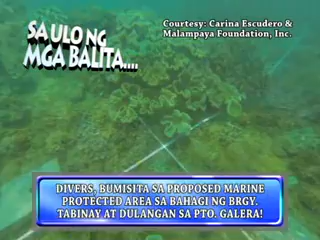 SA ULO NG
MGA BALITA....
Courtesy: Carina Escudero &
Malampaya Foundation, Inc.
DIVERS, BUMISITA SA PROPOSED MARINE
PROTECTED AREA SA BAHAGI NG BRGY.
TABINAY AT DULANGAN SA PTO. GALERA!